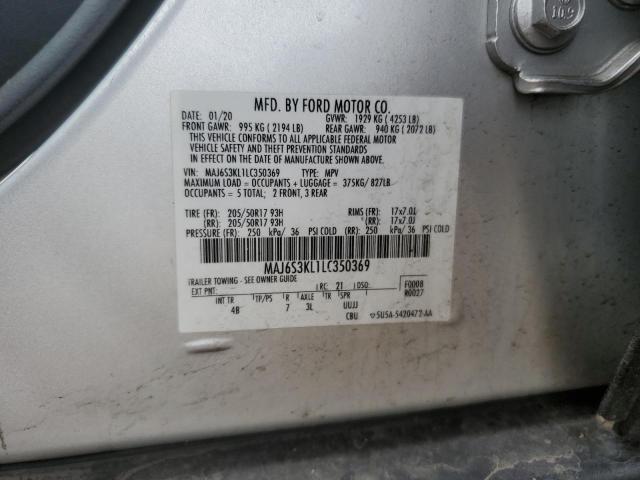 10.9
MFD. BY FORD MOTOR CO.
DATE: 01/20 GVWR: 1929 KG ( 4253 LB)
FRONT GAWR: 995 KG ( 2194 LB) REAR GAWR: 940 KG ( 2072 LB)
THIS VEHICLE CONFORMS TO ALL APPLICABLE FEDERAL MOTOR
VEHICLE SAFETY AND THEFT PREVENTION STANDARDS
IN EFFECT ON THE DATE OF MANUFACTURE SHOWN ABOVE.
VIN: MAJ6S3KL1LC350369 TYPE: MPV
MAXIMUM LOAD = OCCUPANTS + LUGGAGE = 375KG/ 827LB
OCCUPANTS = 5 TOTAL; 2 FRONT, 3 REAR
TIRE (FR): 205/50R17 93H RIMS (FR): 17x7.0J
(RR): 205/50R17 93H (RR): 17x7.0J
PRESSURE (FR): 250 kPa/ 36 PSI COLD (RR): 250 kPa/ 36 PSI COLD
MAJ6S3KL1LC350369
TRAILER TOWING - SEE OWNER GUIDE
EXT PNT: RC: 21 DSO: F0008
R0027
INT TR TP/PS R AXLE TR SPR
4B 7 3L UUJJ
CBU 5U5A-5420472-AA